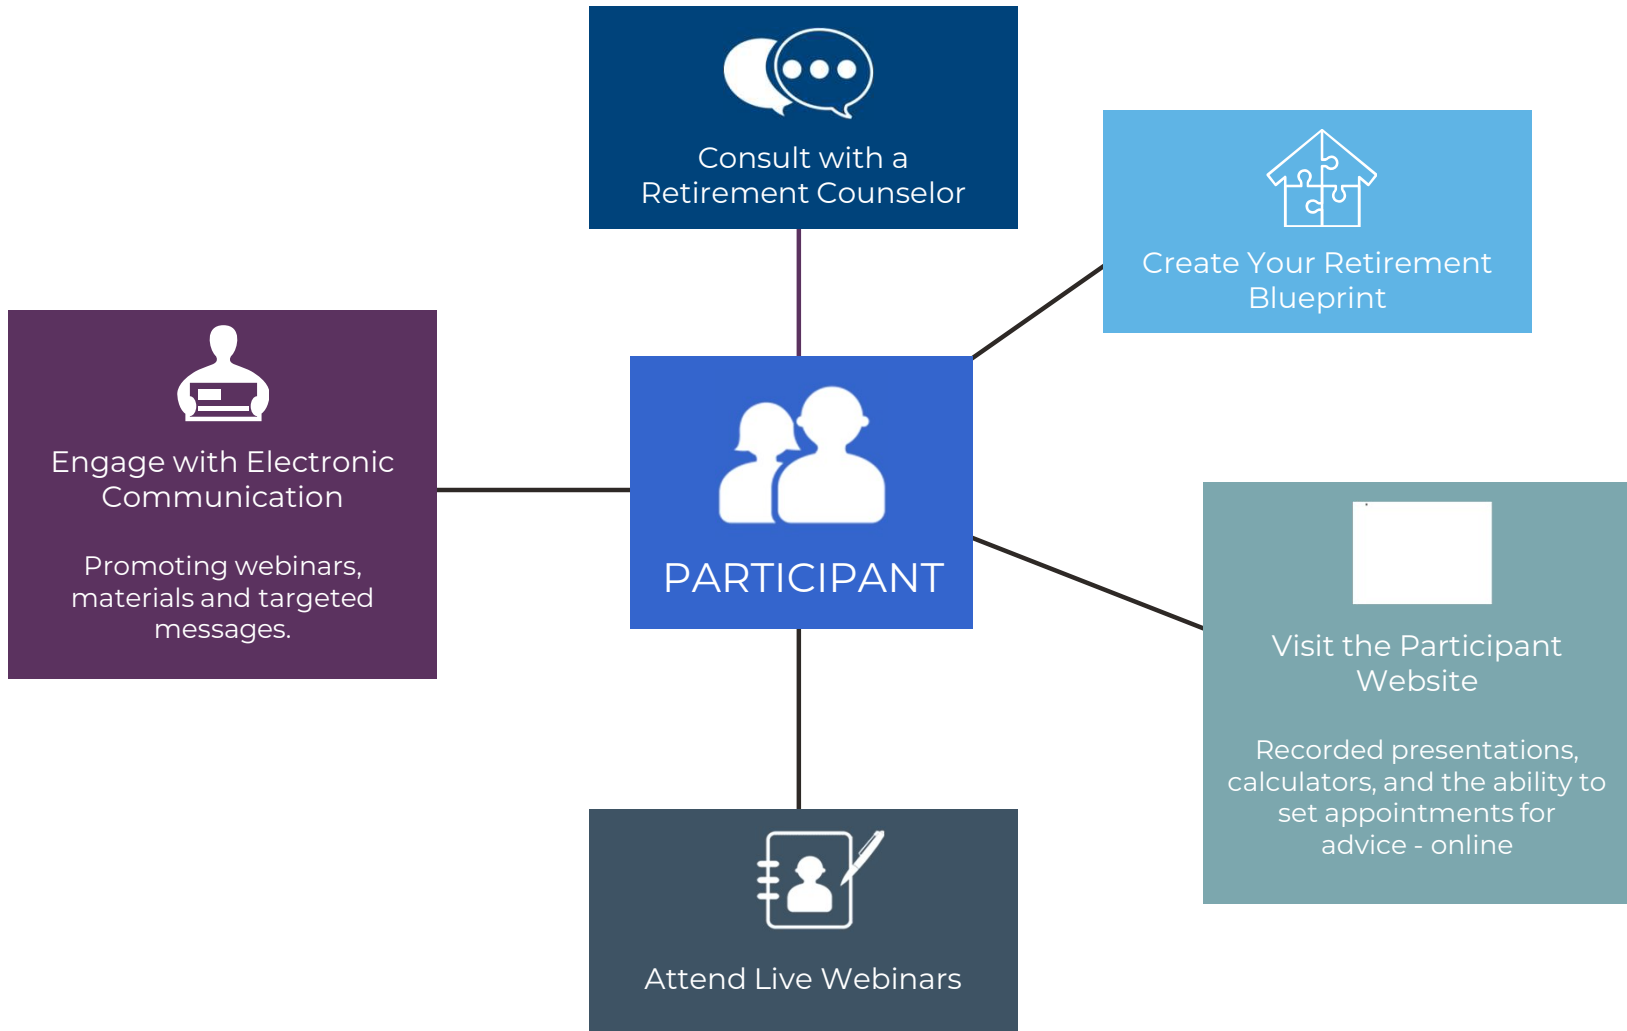 Consult with a
Retirement Counselor
Create Your Retirement
Blueprint
Engage with Electronic
Communication
Promoting webinars,
materials and targeted
messages.
PARTICIPANT
Visit the Participant
Website
Recorded presentations,
calculators, and the ability to
set appointments for
advice - online
Attend Live Webinars